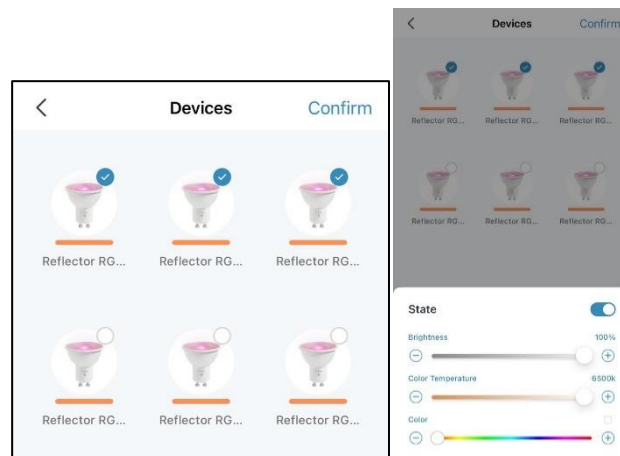 Devices Confirm
Reflector RG... Reflector RG... Reflector RG...
Reflector RG... Reflector RG... Reflector RG...
Devices Confirm
Reflector RG... Reflector RG... Reflector RG...
Reflector RG... Reflector RG... Reflector RG...
State
Brightness 100%
Color Temperature 6500k
Color